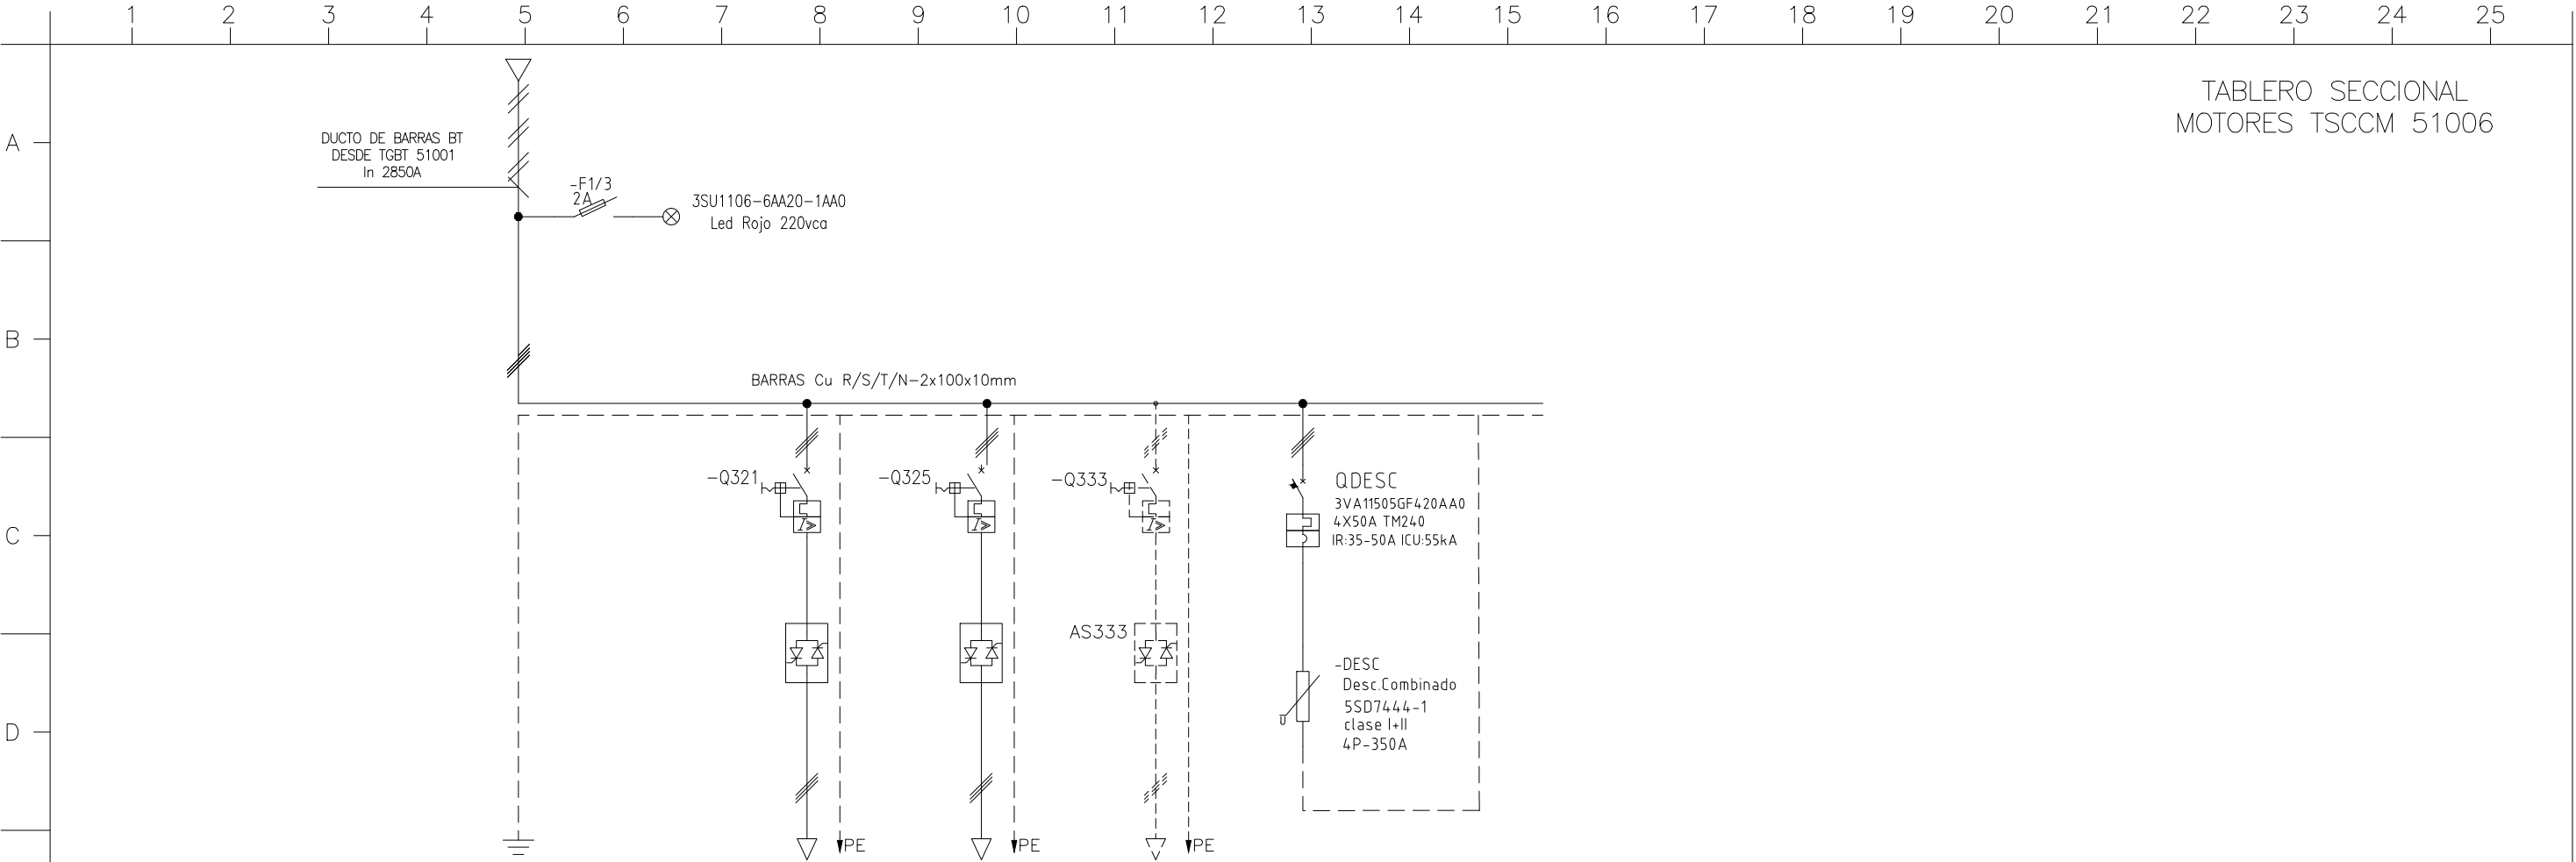 1 2 3 4 5 6 7 8 9 10 11 12 13 14 15 16 17 18 19 20 21 22 23 24 25
TABLERO SECCIONAL
MOTORES TSCCM 51006
A
DUCTO DE BARRAS BT
DESDE TGBT 51001
In 2850A
-F1/3
2A
3SU1106-6AA20-1AA0
Led Rojo 220vca
B
BARRAS Cu R/S/T/N-2x100x10mm
C
-Q321
I>
-Q325
I>
-Q333
I>
QDESC
3VA11505GF420AA0
4X50A TM240
IR:35-50A ICU:55kA
D
AS333
-DESC
Desc.Combinado
5SD7444-1
clase I+II
4P-350A
U
PE
PE
PE